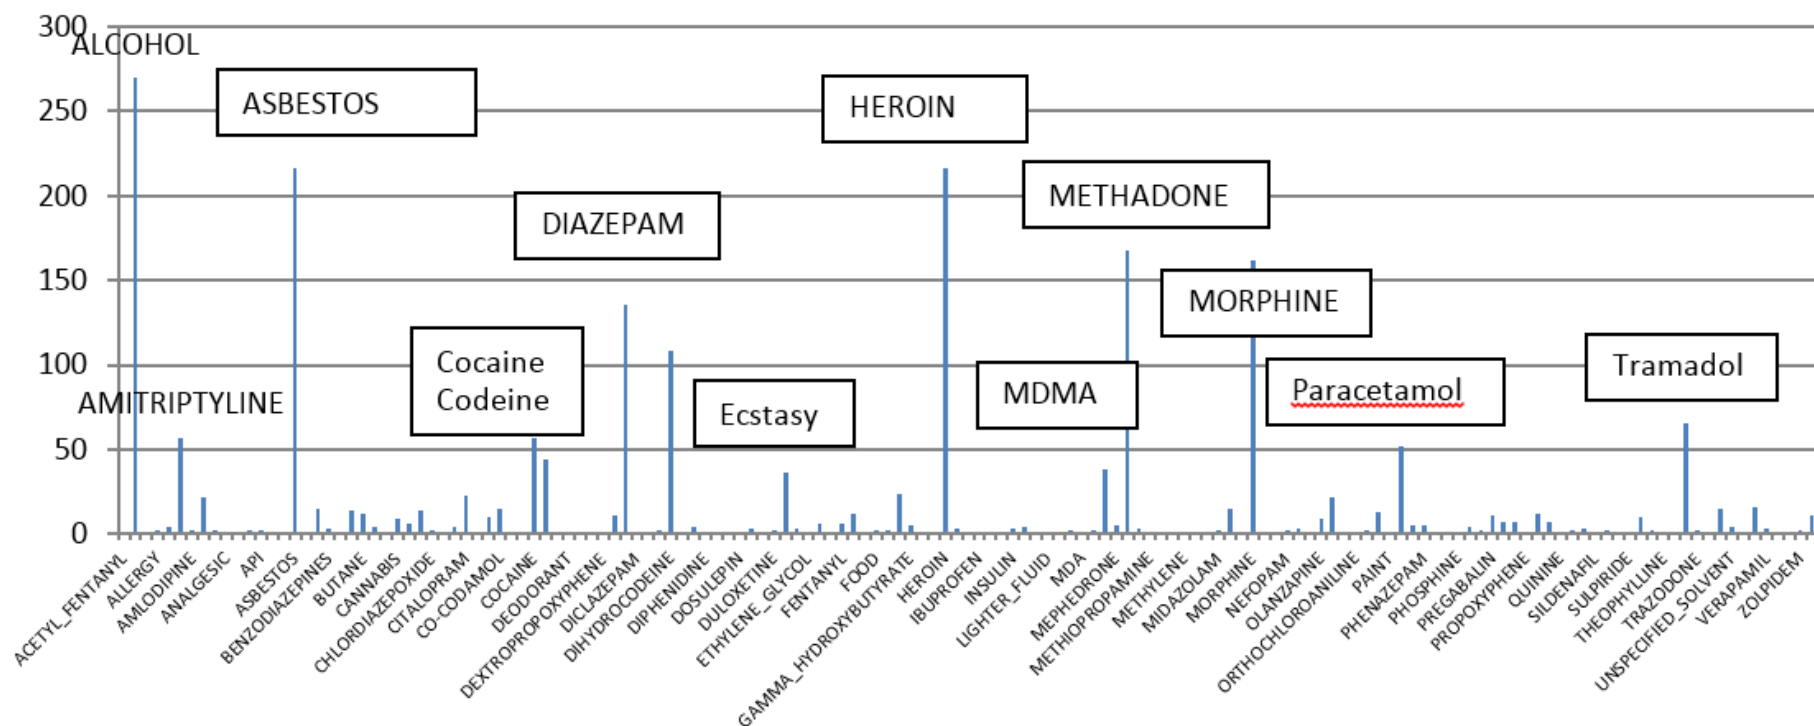 300
ALCOHOL
250
ASBESTOS
HEROIN
200
METHADONE
DIAZEPAM
150
MORPHINE
100
Cocaine
Codeine
Tramadol
Paracetamol
MDMA
AMITRIPTYLINE
Ecstasy
50
0
ACETYL_FENTANYL
ALLERGY
AMLODIPINE
ANALGESIC
API
ASBESTOS
BENZODIAZEPINES
BUTANE
CANNABIS
CHLORDIAZEPOXIDE
CITALOPRAM
CO-CODAMOL
COCAINE
DEODORANT
DEXTROPROPOXYPHENE
DICLAZEPAM
DIHYDROCODEINE
DIPHENIDINE
DOSULEPIN
DULOXETINE
ETHYLENE_GLYCOL
FENTANYL
FOOD
GAMMA_HYDROXYBUTYRATE
HEROIN
IBUPROFEN
INSULIN
LIGHTER_FLUID
MDA
MEPHEDRONE
METHIOPROPAMINE
METHYLENE
MIDAZOLAM
MORPHINE
NEFOPAM
OLANZAPINE
ORTHOCHLOROANILINE
PAINT
PHENAZEPAM
PHOSPHINE
PREGABALIN
PROPOXYPHENE
QUININE
SILDENAFIL
SULPIRIDE
THEOPHYLLINE
TRAZODONE
UNSPECIFIED_SOLVENT
VERAPAMIL
ZOLPIDEM